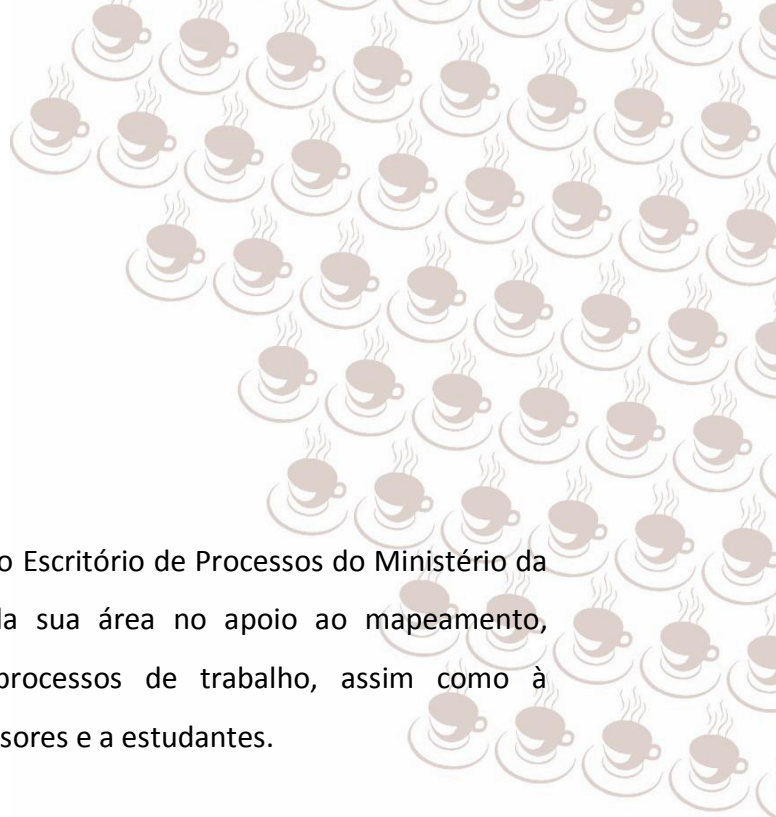 o Escritório de Processos do Ministério da
la sua área no apoio ao mapeamento,
processos de trabalho, assim como à
sores e a estudantes.